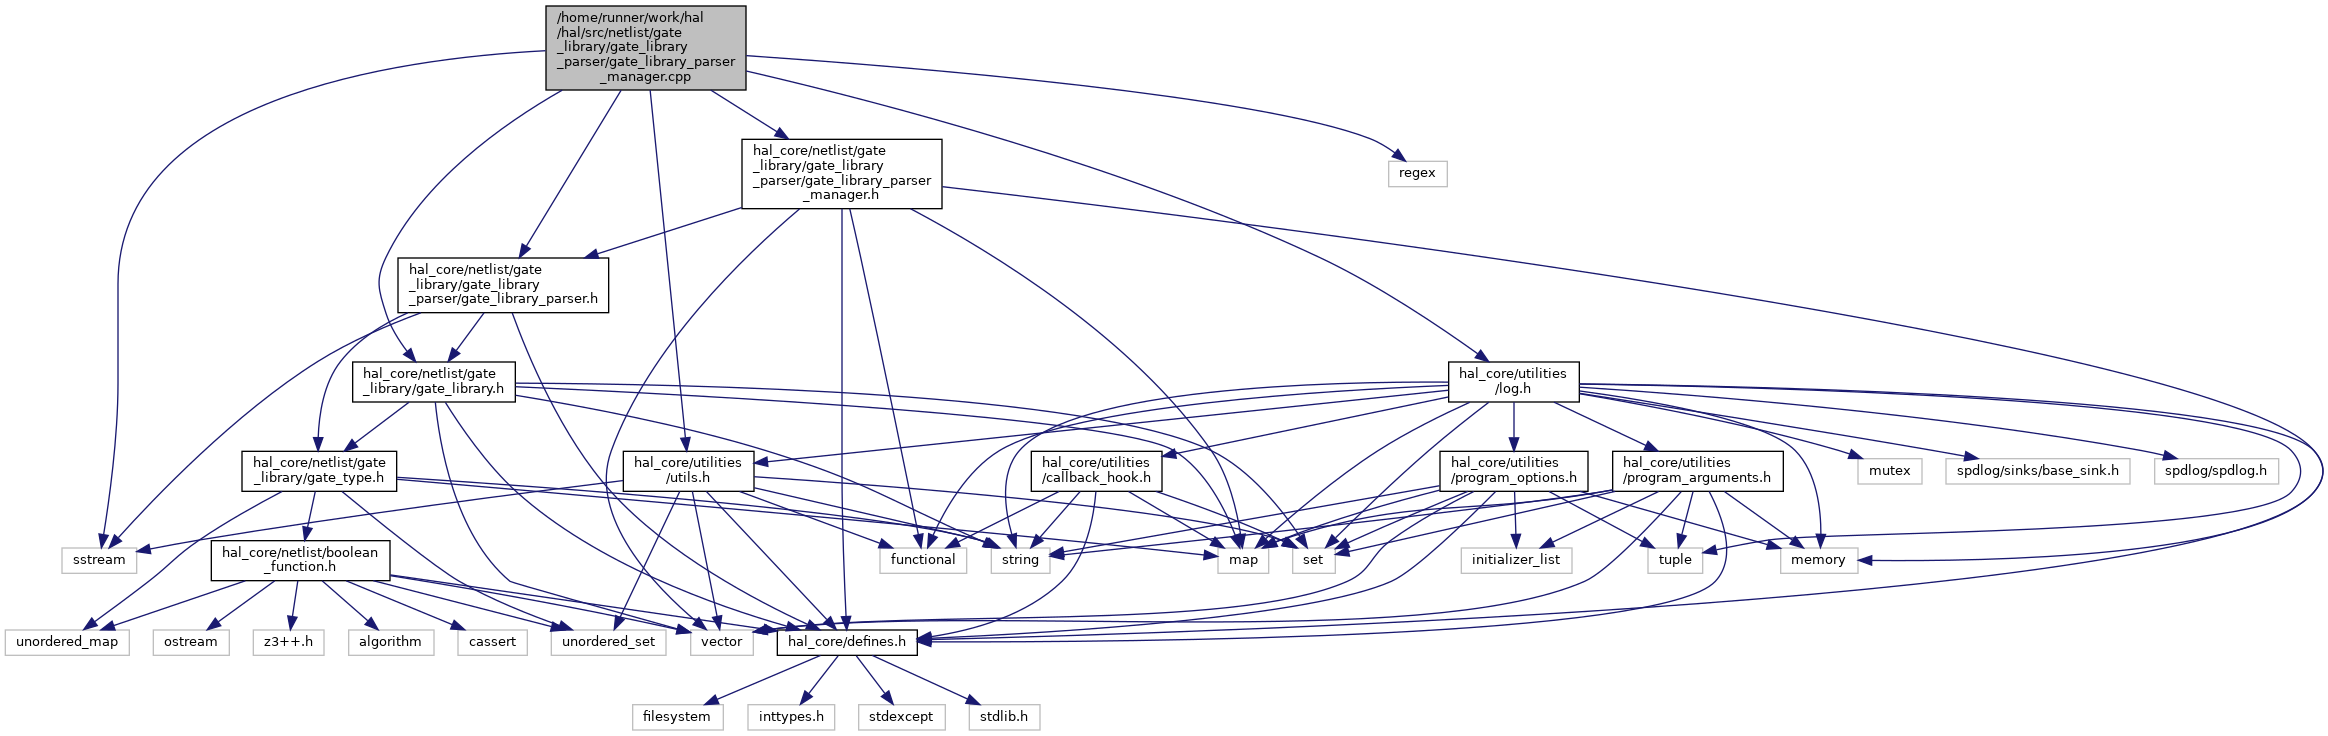 /home/runner/work/hal
/hal/src/netlist/gate
_library/gate_library
_parser/gate_library_parser
_manager.cpp
hal_core/netlist/gate
_library/gate_library
_parser/gate_library_parser
_manager.h
regex
hal_core/netlist/gate
_library/gate_library
_parser/gate_library_parser.h
hal_core/netlist/gate
_library/gate_library.h
hal_core/utilities
/log.h
hal_core/netlist/gate
_library/gate_type.h
hal_core/utilities
/utils.h
hal_core/utilities
/callback_hook.h
hal_core/utilities
/program_options.h
hal_core/utilities
/program_arguments.h
mutex
spdlog/sinks/base_sink.h
spdlog/spdlog.h
sstream
hal_core/netlist/boolean
_function.h
functional
string
map
set
initializer_list
tuple
memory
unordered_map
ostream
z3++.h
algorithm
cassert
unordered_set
vector
hal_core/defines.h
filesystem
inttypes.h
stdexcept
stdlib.h